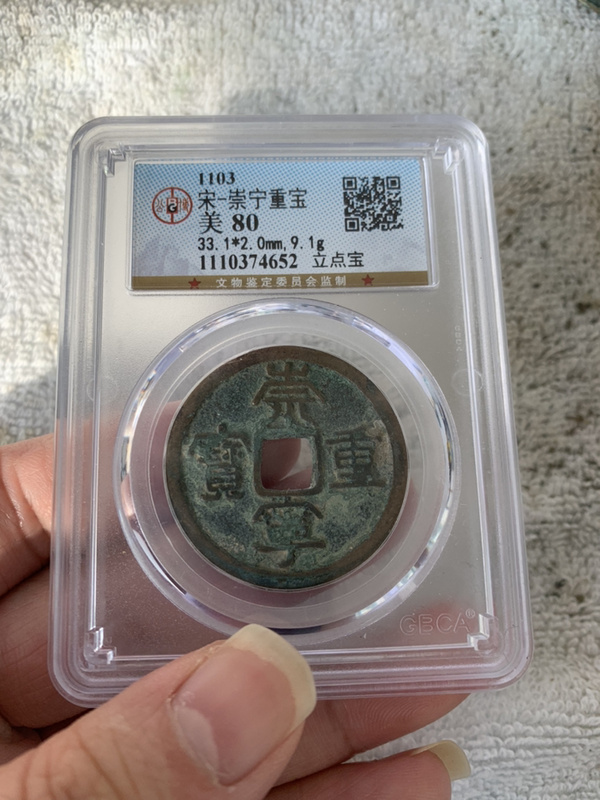 1103
宋-崇宁重宝
美 80
33.1*2.0mm,9.1g
1110374652 立点宝
★ 文物鉴定委员会监制 ★
崇
寶 重
寧
GBCA®